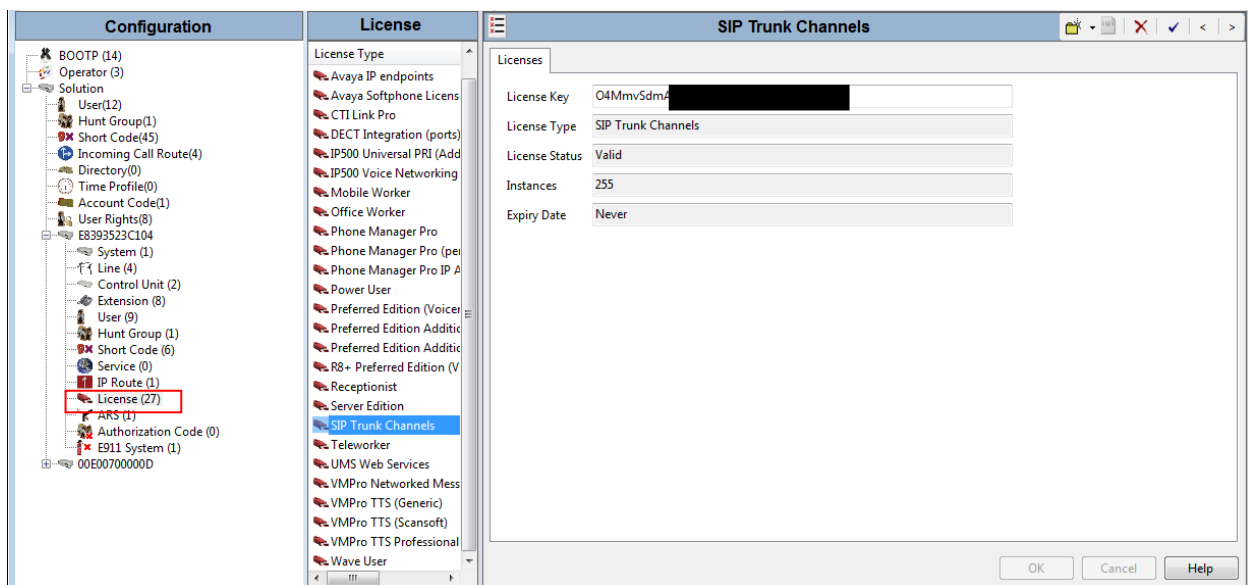 Configuration
BOOTP (14)
Operator (3)
Solution
User(12)
Hunt Group(1)
Short Code(45)
Incoming Call Route(4)
Directory(0)
Time Profile(0)
Account Code(1)
User Rights(8)
E8393523C104
System (1)
Line (4)
Control Unit (2)
Extension (8)
User (9)
Hunt Group (1)
Short Code (6)
Service (0)
IP Route (1)
License (27)
ARS (1)
Authorization Code (0)
E911 System (1)
00E00700000D
License
License Type
Avaya IP endpoints
Avaya Softphone Licens
CTI Link Pro
DECT Integration (ports)
IP500 Universal PRI (Add
IP500 Voice Networking
Mobile Worker
Office Worker
Phone Manager Pro
Phone Manager Pro (per
Phone Manager Pro IP A
Power User
Preferred Edition (Voicer
Preferred Edition Additic
Preferred Edition Additic
R8+ Preferred Edition (V
Receptionist
Server Edition
SIP Trunk Channels
Teleworker
UMS Web Services
VMPro Networked Mess
VMPro TTS (Generic)
VMPro TTS (Scansoft)
VMPro TTS Professional
Wave User
SIP Trunk Channels
Licenses
License Key O4MmvSdmA
License Type SIP Trunk Channels
License Status Valid
Instances 255
Expiry Date Never
OK Cancel Help